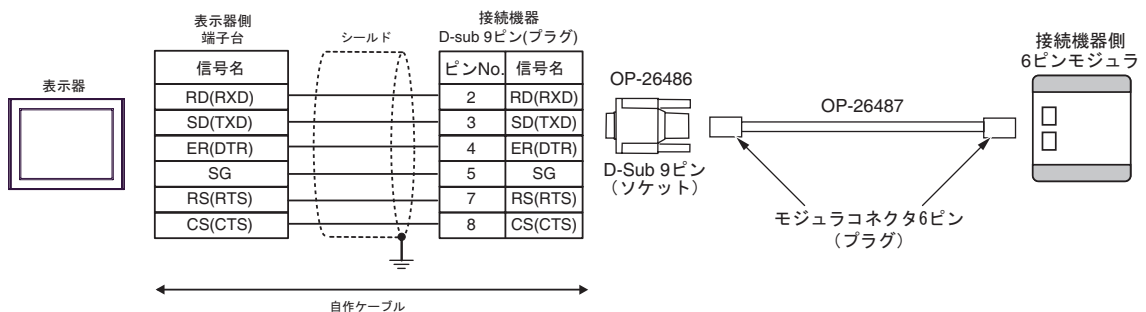 表示器
表示器側
端子台
シールド
接続機器
D-sub 9ピン(プラグ)
信号名
ピンNo. 信号名
RD(RXD) 2 RD(RXD)
SD(TXD) 3 SD(TXD)
ER(DTR) 4 ER(DTR)
SG 5 SG
RS(RTS) 7 RS(RTS)
CS(CTS) 8 CS(CTS)
自作ケーブル
OP-26486
D-Sub 9ピン
(ソケット)
OP-26487
モジュラコネクタ6ピン
(プラグ)
接続機器側
6ピンモジュラ